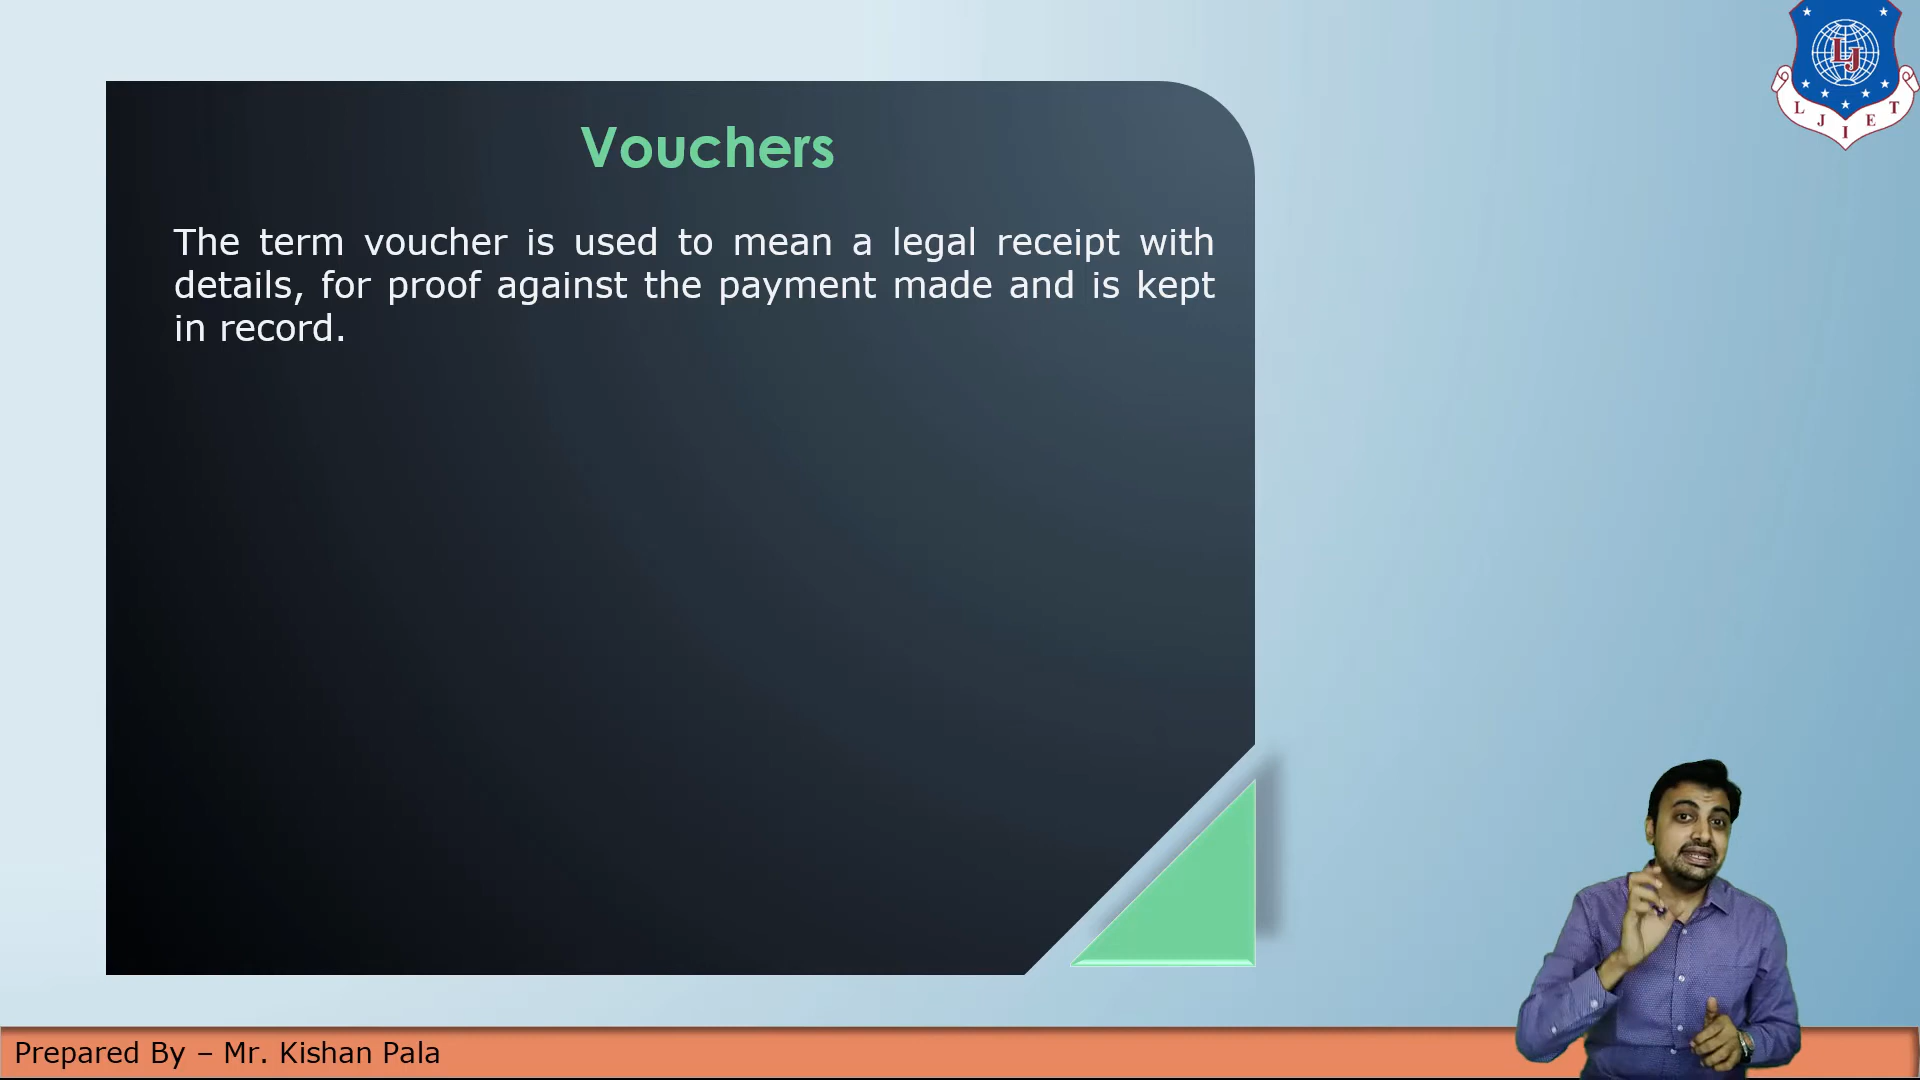 Vouchers
The term voucher is used to mean a legal receipt with
details, for proof against the payment made and is kept
in record.
LJ
L J I E T
Prepared By – Mr. Kishan Pala